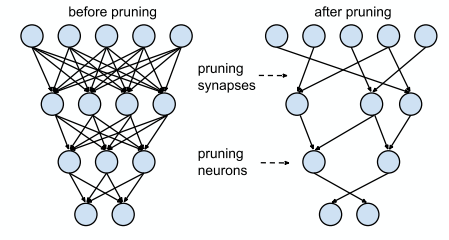 before pruning
after pruning
pruning
synapses
pruning
neurons